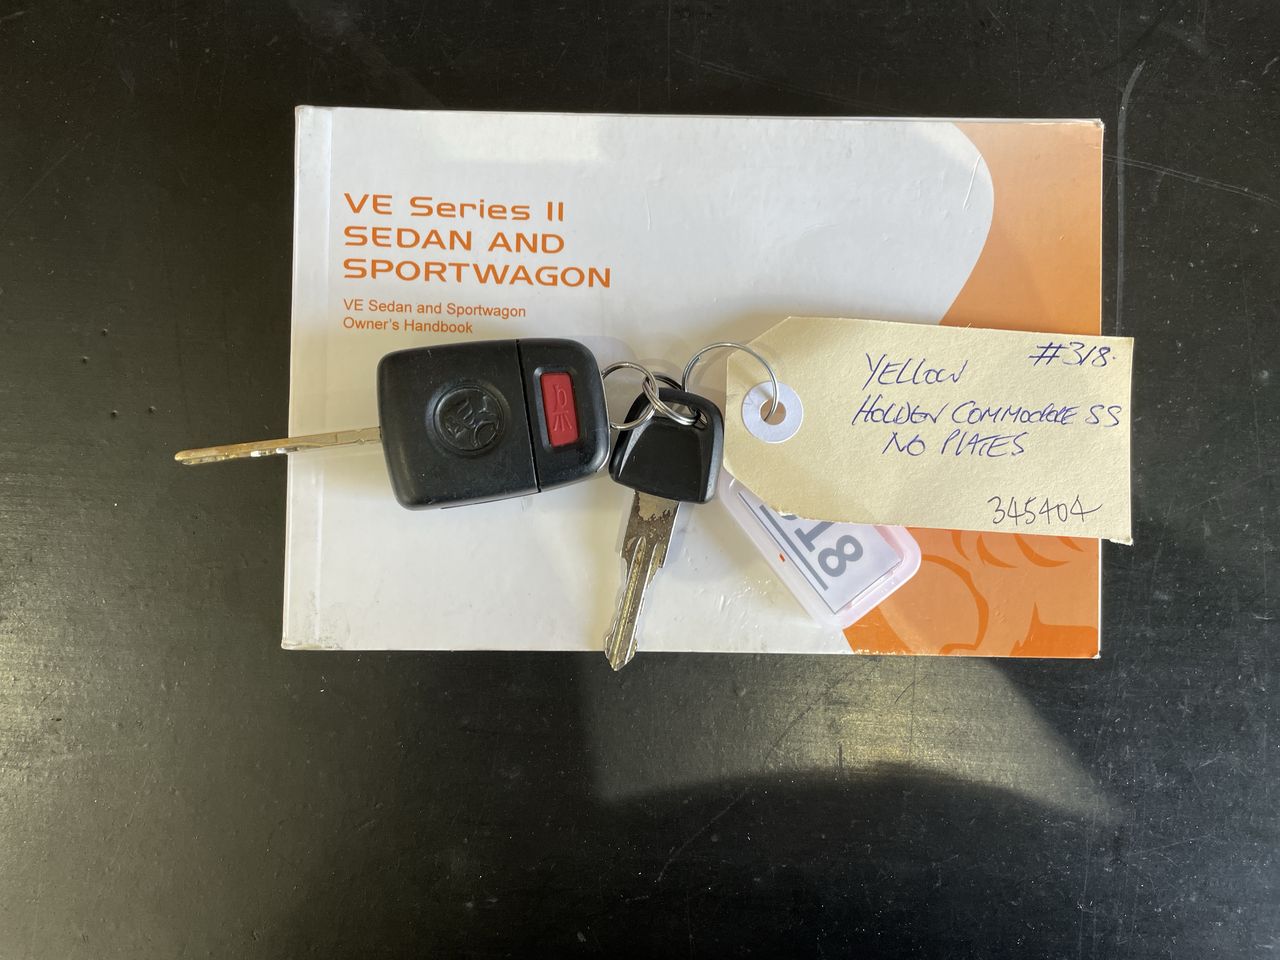 VE Series II
SEDAN AND
SPORTWAGON
VE Sedan and Sportwagon
Owner's Handbook
#318.
YELLOW
HOLDEN COMMODORE SS
NO PLATES
345404
318